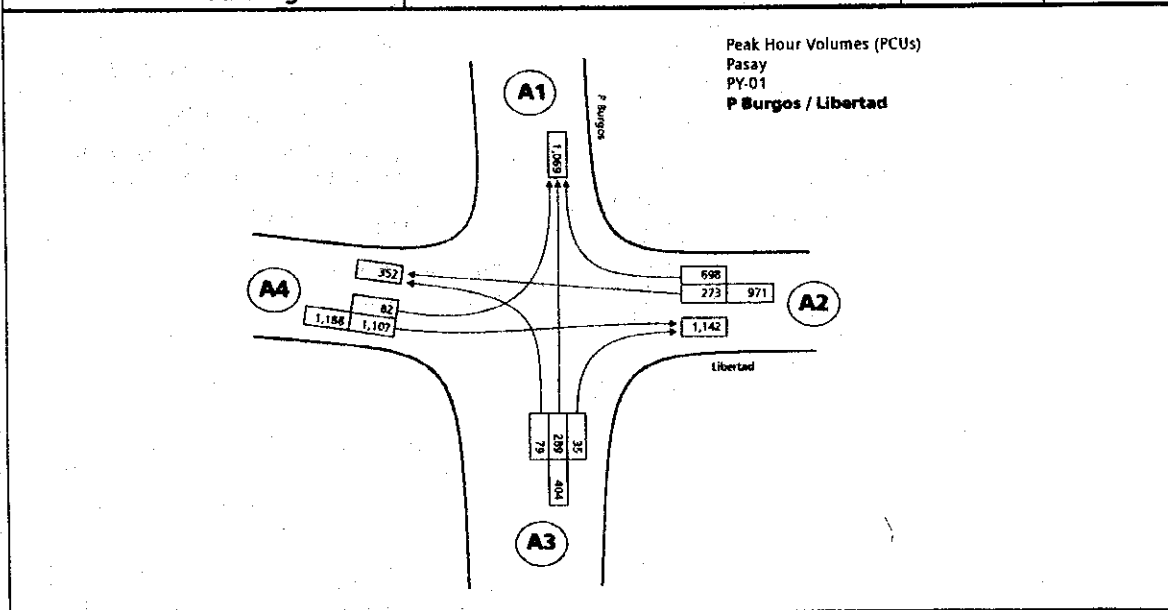 Peak Hour Volumes (PCUs)
Pasay
PY-01
P Burgos / Libertad
A1
P Burgos
1,069
352
698
A4
82
273 971
A2
1,188 1,107
1,142
Libertad
79 289 35
404
A3